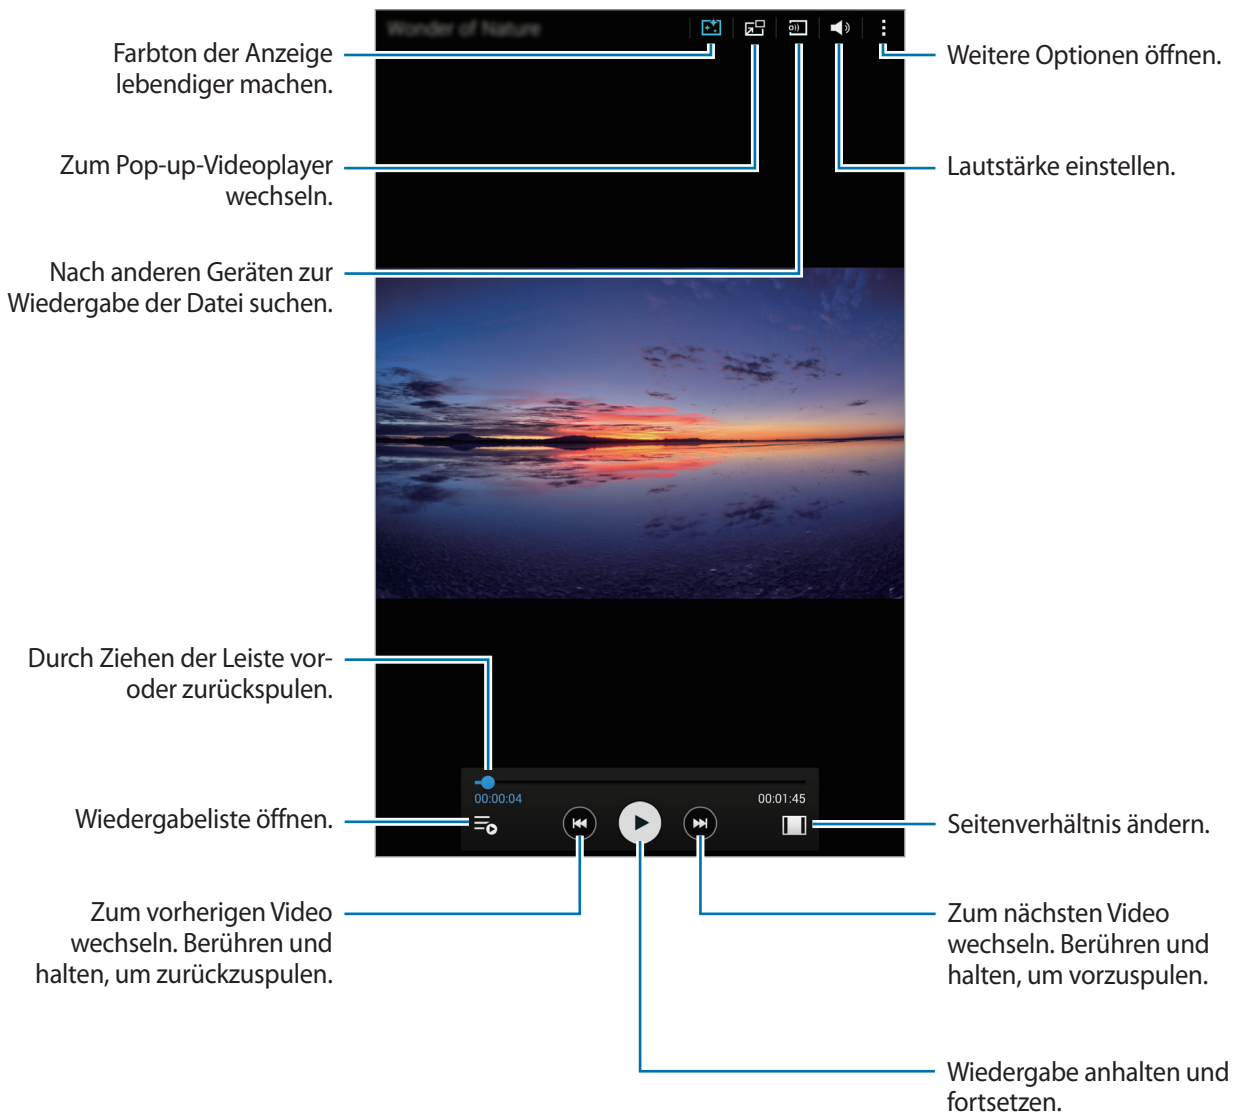 Wonder of Nature
Farbton der Anzeige
lebendiger machen.
Weitere Optionen öffnen.
Zum Pop-up-Videoplayer
wechseln.
Lautstärke einstellen.
Nach anderen Geräten zur
Wiedergabe der Datei suchen.
Durch Ziehen der Leiste vor-
oder zurückspulen.
00:00:04
00:01:45
Wiedergabeliste öffnen.
Seitenverhältnis ändern.
Zum vorherigen Video
wechseln. Berühren und
halten, um zurückzuspulen.
Zum nächsten Video
wechseln. Berühren und
halten, um vorzuspulen.
Wiedergabe anhalten und
fortsetzen.